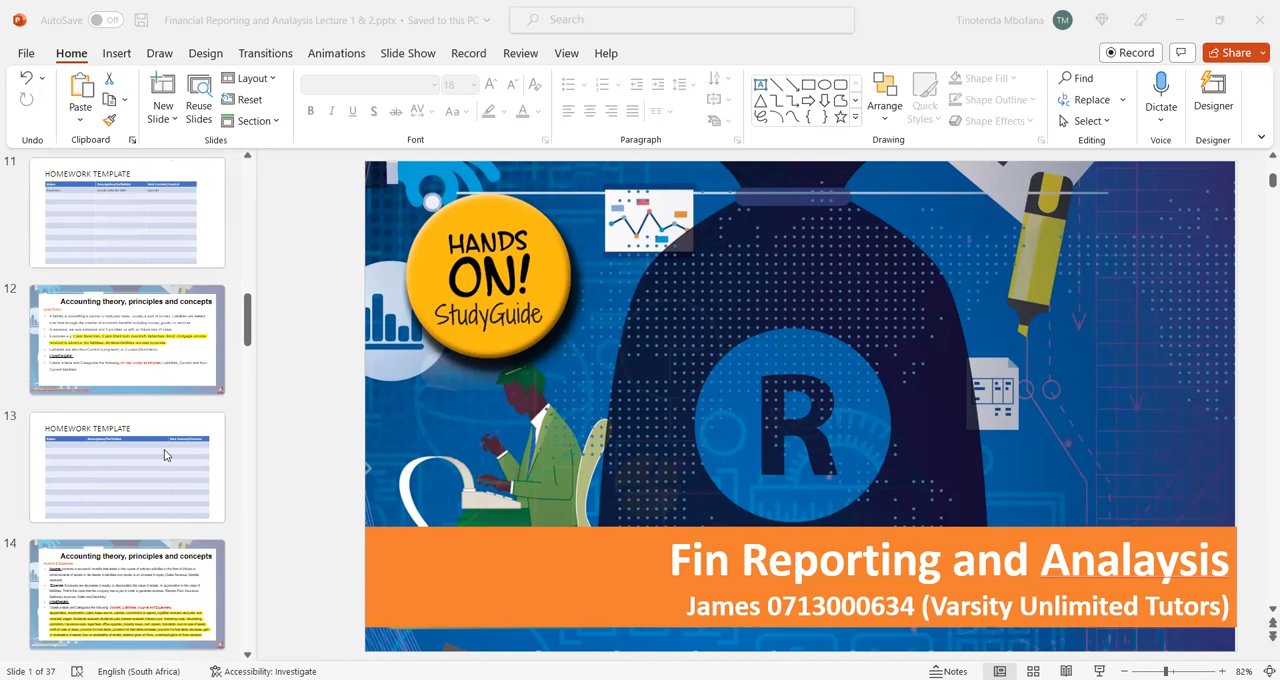 AutoSave Off Financial Reporting and Analaysis Lecture 1 & 2.pptx • Saved to this PC Search Tinotenda Mbofana TM
File Home Insert Draw Design Transitions Animations Slide Show Record Review View Help Record Share
Layout Reset Section
Paste New Slide Reuse Slides 18 Arrange Quick Styles Shape Fill Shape Outline Shape Effects Find Replace Select Dictate Designer
Undo Clipboard Slides Font Paragraph Drawing Editing Voice Designer
11
HOMEWORK TEMPLATE
12
Accounting theory, principles and concepts
13
HOMEWORK TEMPLATE
14
Accounting theory, principles and concepts
HANDS
ON!
StudyGuide
R
Fin Reporting and Analaysis
James 0713000634 (Varsity Unlimited Tutors)
Slide 1 of 37 English (South Africa) Accessibility: Investigate Notes 82%